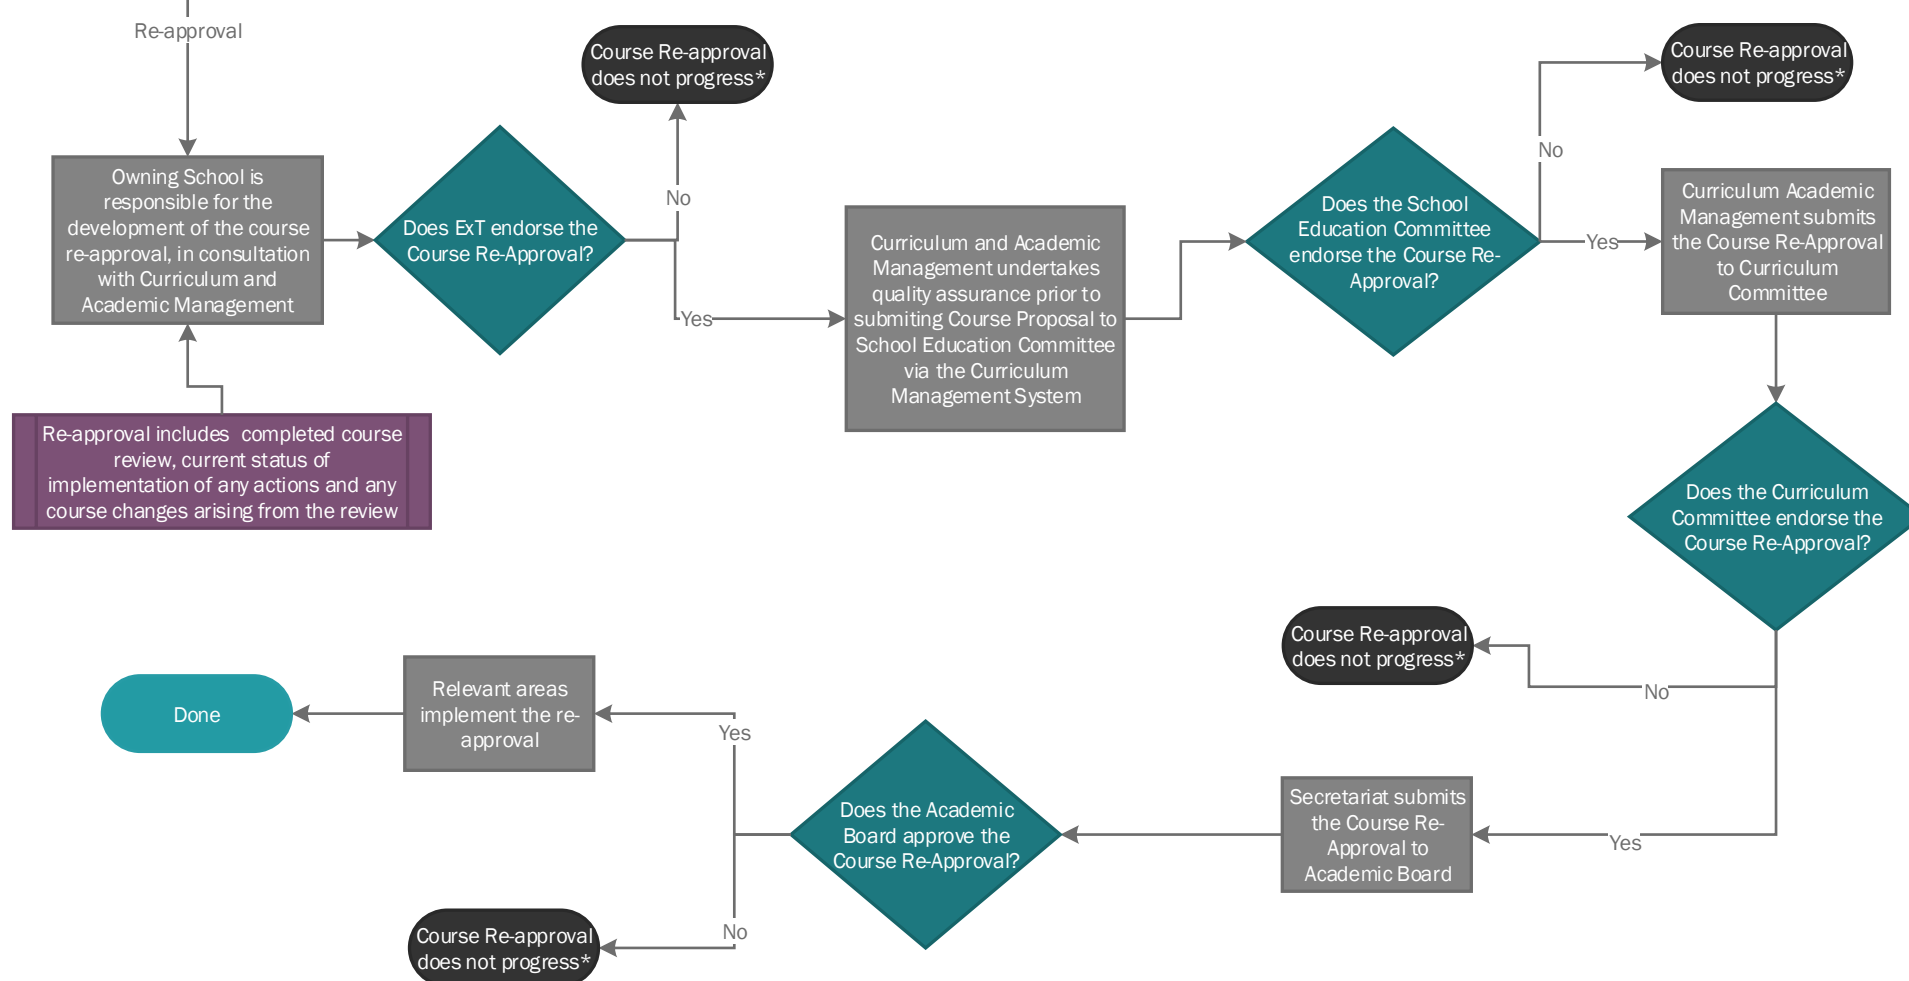 Re-approval
Course Re-approval
does not progress*
Course Re-approval
does not progress*
Owning School is
responsible for the
development of the course
re-approval, in consultation
with Curriculum and
Academic Management
Does ExT endorse the
Course Re-Approval?
No
Yes
Curriculum and Academic
Management undertakes
quality assurance prior to
submiting Course Proposal to
School Education Committee
via the Curriculum
Management System
Does the School
Education Committee
endorse the Course Re-
Approval?
No
Yes
Curriculum Academic
Management submits
the Course Re-Approval
to Curriculum
Committee
Re-approval includes  completed course
review, current status of
implementation of any actions and any
course changes arising from the review
Does the Curriculum
Committee endorse the
Course Re-Approval?
Course Re-approval
does not progress*
No
Yes
Secretariat submits
the Course Re-
Approval to
Academic Board
Does the Academic
Board approve the
Course Re-Approval?
Yes
Relevant areas
implement the re-
approval
Done
No
Course Re-approval
does not progress*